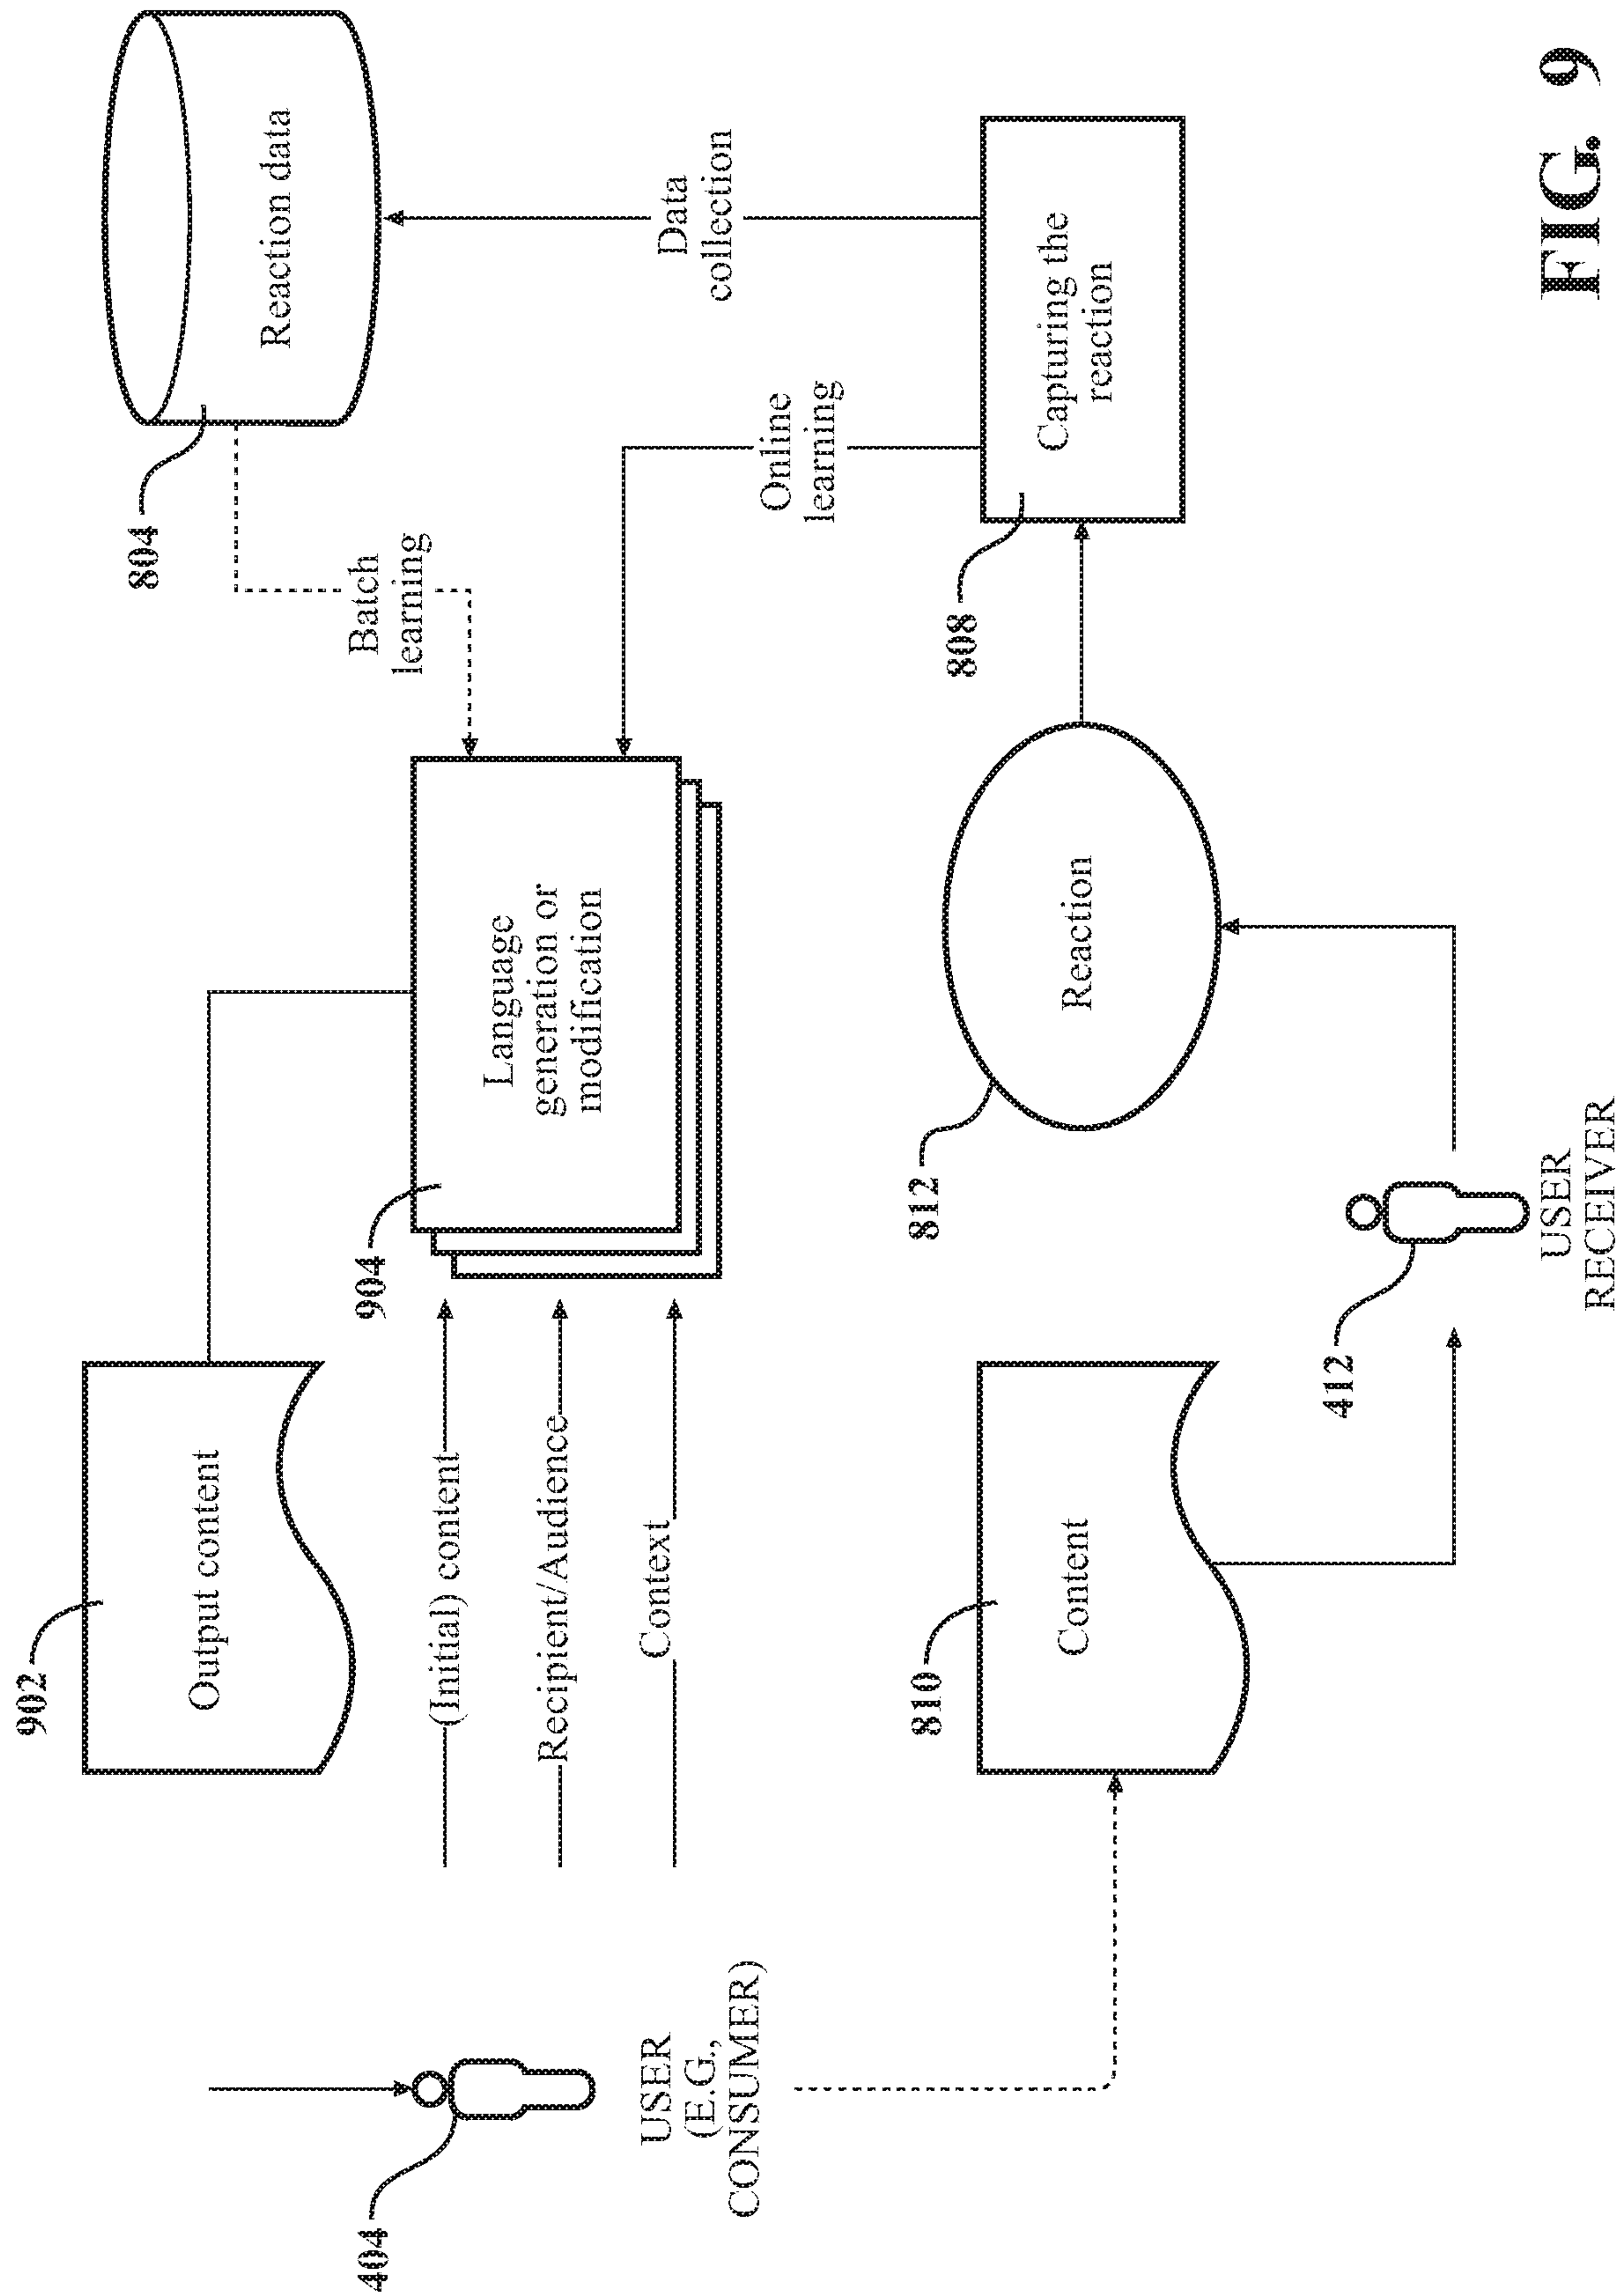 902
Output content
804
Reaction data
Batch
learning
404
USER
(E.G.,
CONSUMER)
(Initial) content
Recipient/Audience
Context
904
Language
generation or
modification
Online
learning
Data
collection
810
Content
812
Reaction
808
Capturing the
reaction
412
USER
RECEIVER
FIG. 9